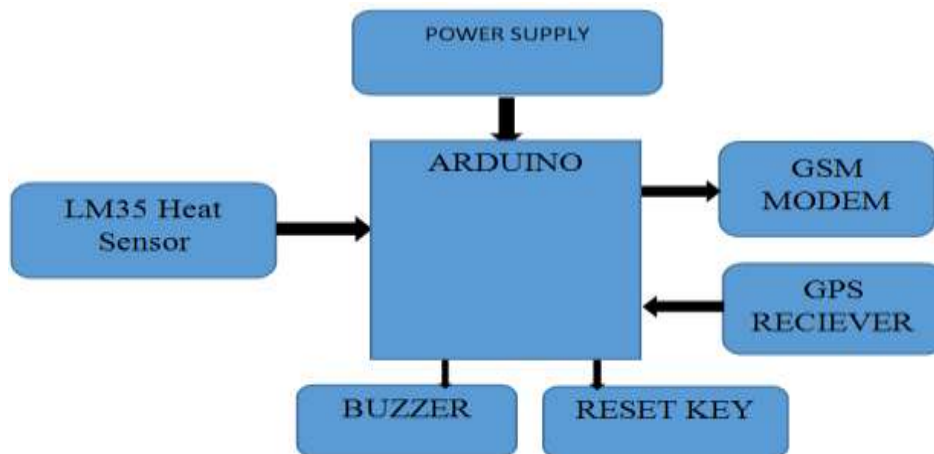 POWER SUPPLY
ARDUINO
GSM
MODEM
LM35 Heat
Sensor
GPS
RECIEVER
BUZZER
RESET KEY